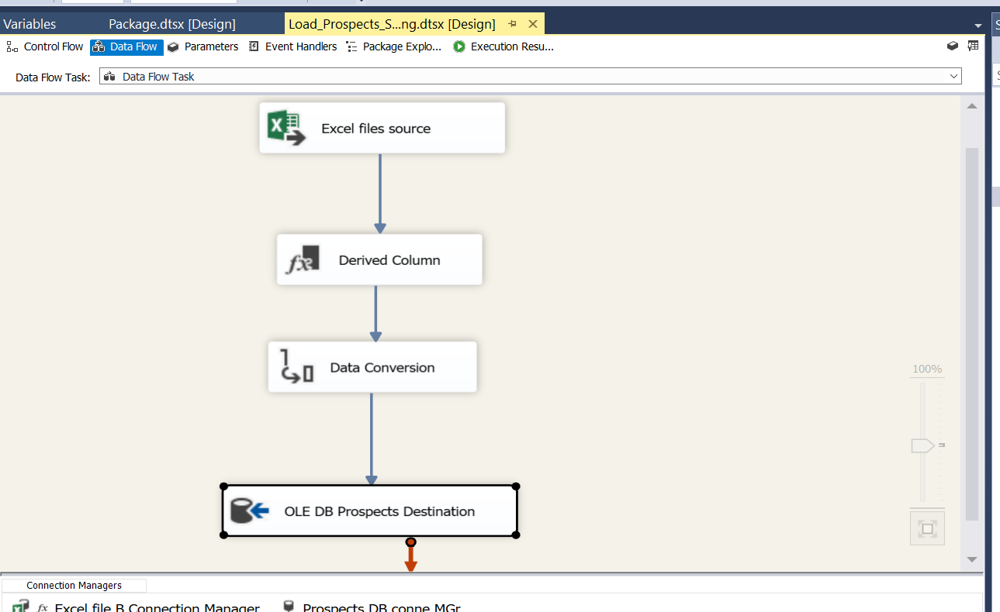 Variables Package.dtsx [Design] Load_Prospects_S...ng.dtsx [Design]
Control Flow Data Flow Parameters Event Handlers Package Explo... Execution Resu...
Data Flow Task: Data Flow Task
Excel files source
fx Derived Column
Data Conversion
100%
OLE DB Prospects Destination
Connection Managers
fx Excel file B Connection Manager Prospects DB conne MGr